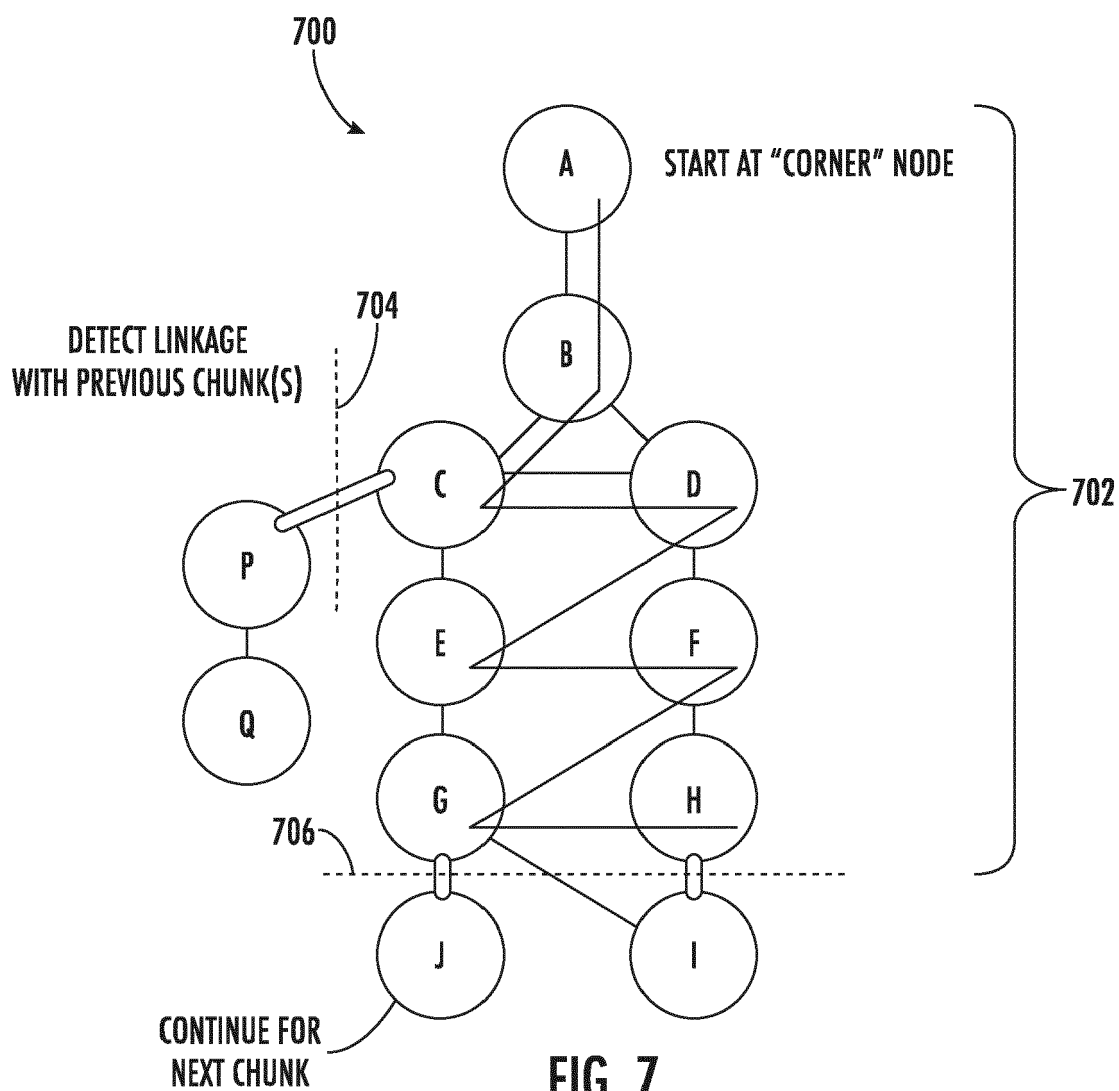 700
A
START AT “CORNER” NODE
704
B
DETECT LINKAGE
WITH PREVIOUS CHUNK(S)
C
D
702
P
E
F
Q
G
H
706
J
I
CONTINUE FOR
NEXT CHUNK
FIG. 7